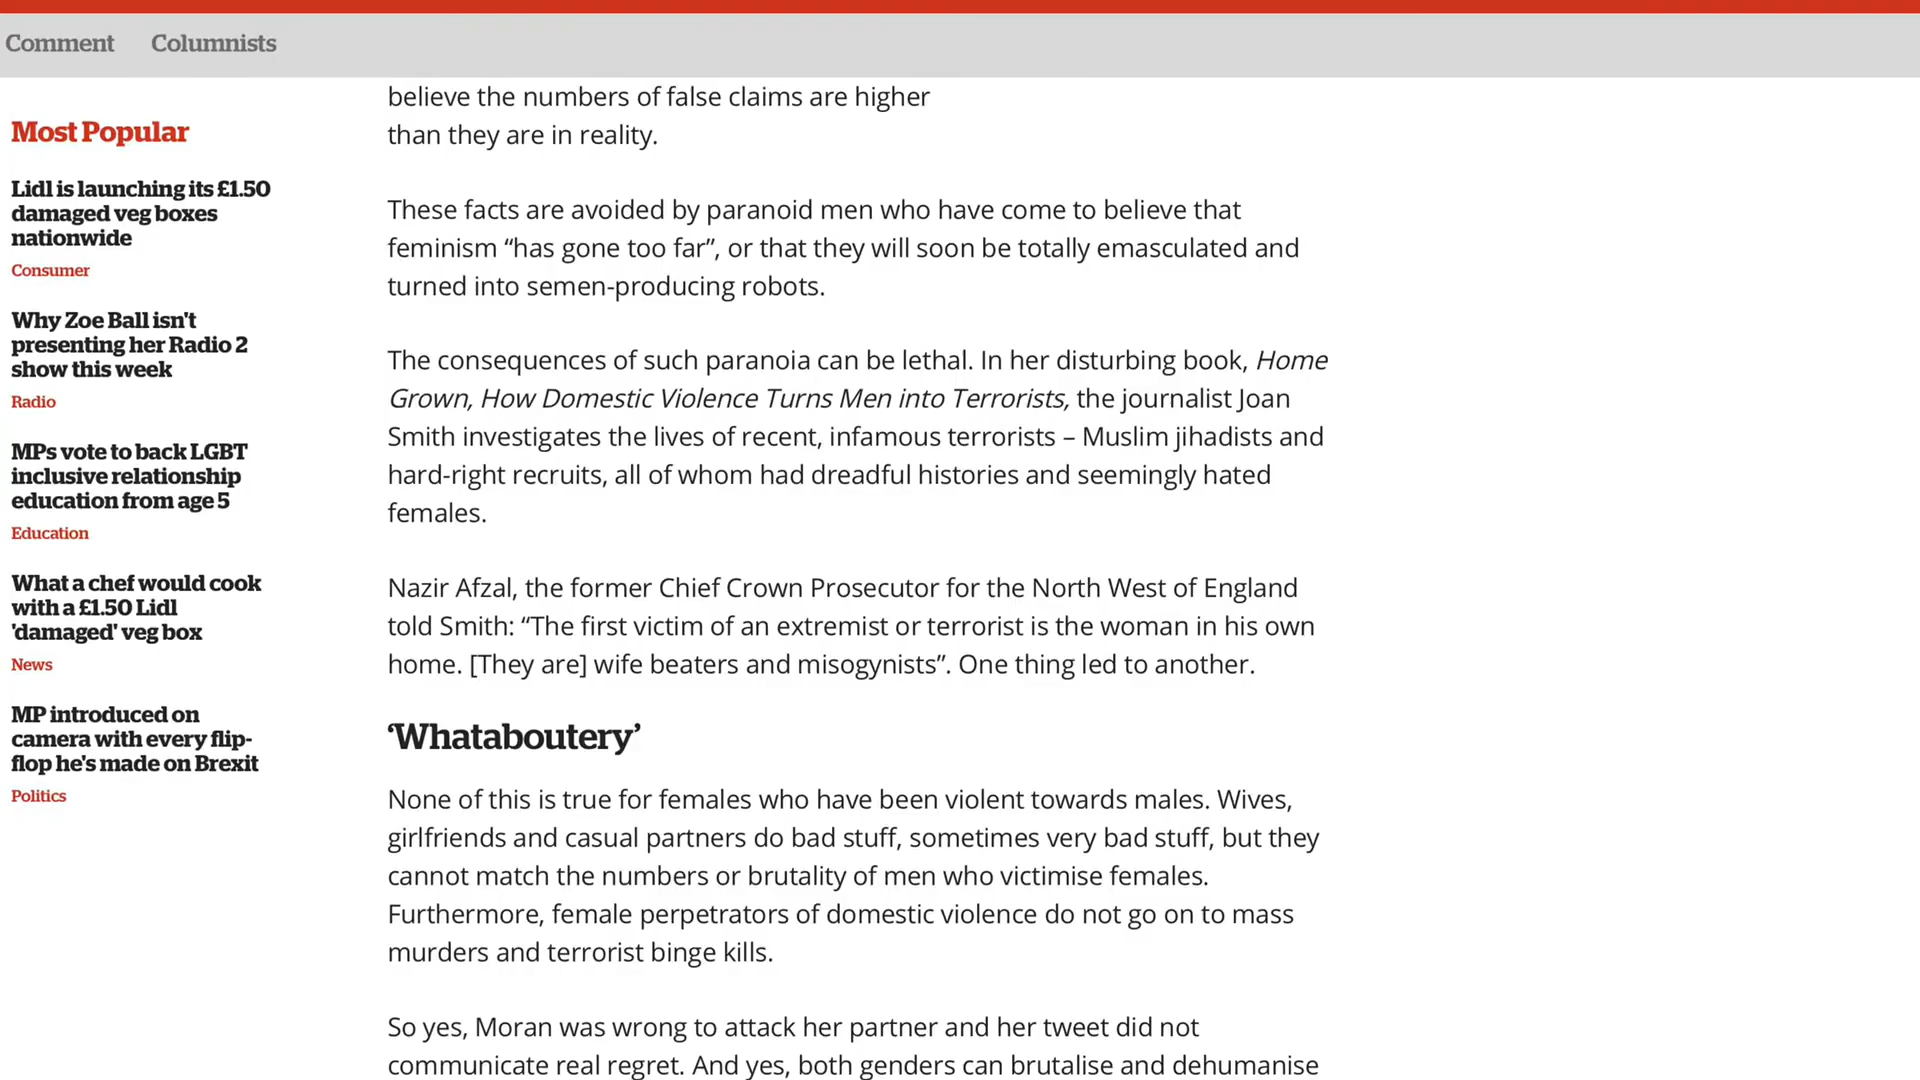 Comment
Columnists
Most Popular
Lidl is launching its £1.50
damaged veg boxes
nationwide
Consumer
Why Zoe Ball isn't
presenting her Radio 2
show this week
Radio
MPs vote to back LGBT
inclusive relationship
education from age 5
Education
What a chef would cook
with a £1.50 Lidl
'damaged' veg box
News
MP introduced on
camera with every flip-
flop he's made on Brexit
Politics
believe the numbers of false claims are higher
than they are in reality.
These facts are avoided by paranoid men who have come to believe that
feminism “has gone too far”, or that they will soon be totally emasculated and
turned into semen-producing robots.
The consequences of such paranoia can be lethal. In her disturbing book, Home
Grown, How Domestic Violence Turns Men into Terrorists, the journalist Joan
Smith investigates the lives of recent, infamous terrorists – Muslim jihadists and
hard-right recruits, all of whom had dreadful histories and seemingly hated
females.
Nazir Afzal, the former Chief Crown Prosecutor for the North West of England
told Smith: “The first victim of an extremist or terrorist is the woman in his own
home. [They are] wife beaters and misogynists”. One thing led to another.
‘Whataboutery’
None of this is true for females who have been violent towards males. Wives,
girlfriends and casual partners do bad stuff, sometimes very bad stuff, but they
cannot match the numbers or brutality of men who victimise females.
Furthermore, female perpetrators of domestic violence do not go on to mass
murders and terrorist binge kills.
So yes, Moran was wrong to attack her partner and her tweet did not
communicate real regret. And yes, both genders can brutalise and dehumanise